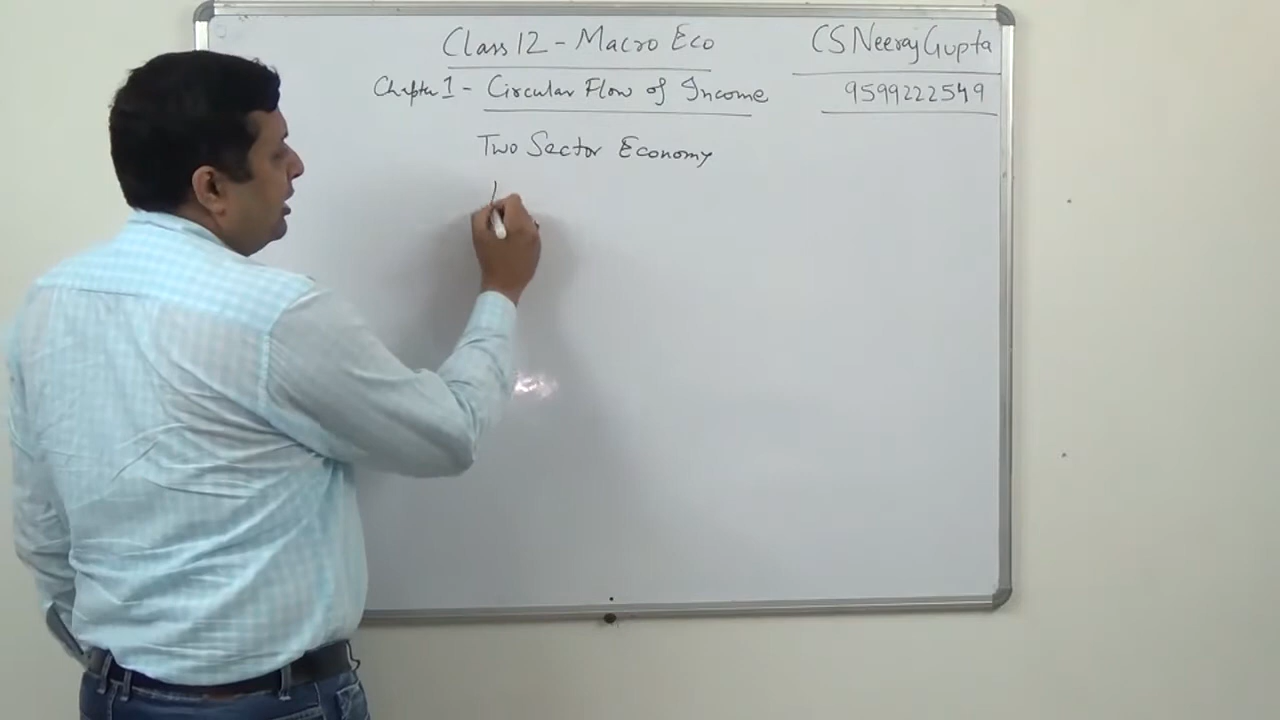 Class 12 - Macro Eco
CS Neeraj Gupta
Chapter 1 - Circular Flow of Income
9599222549
Two Sector Economy